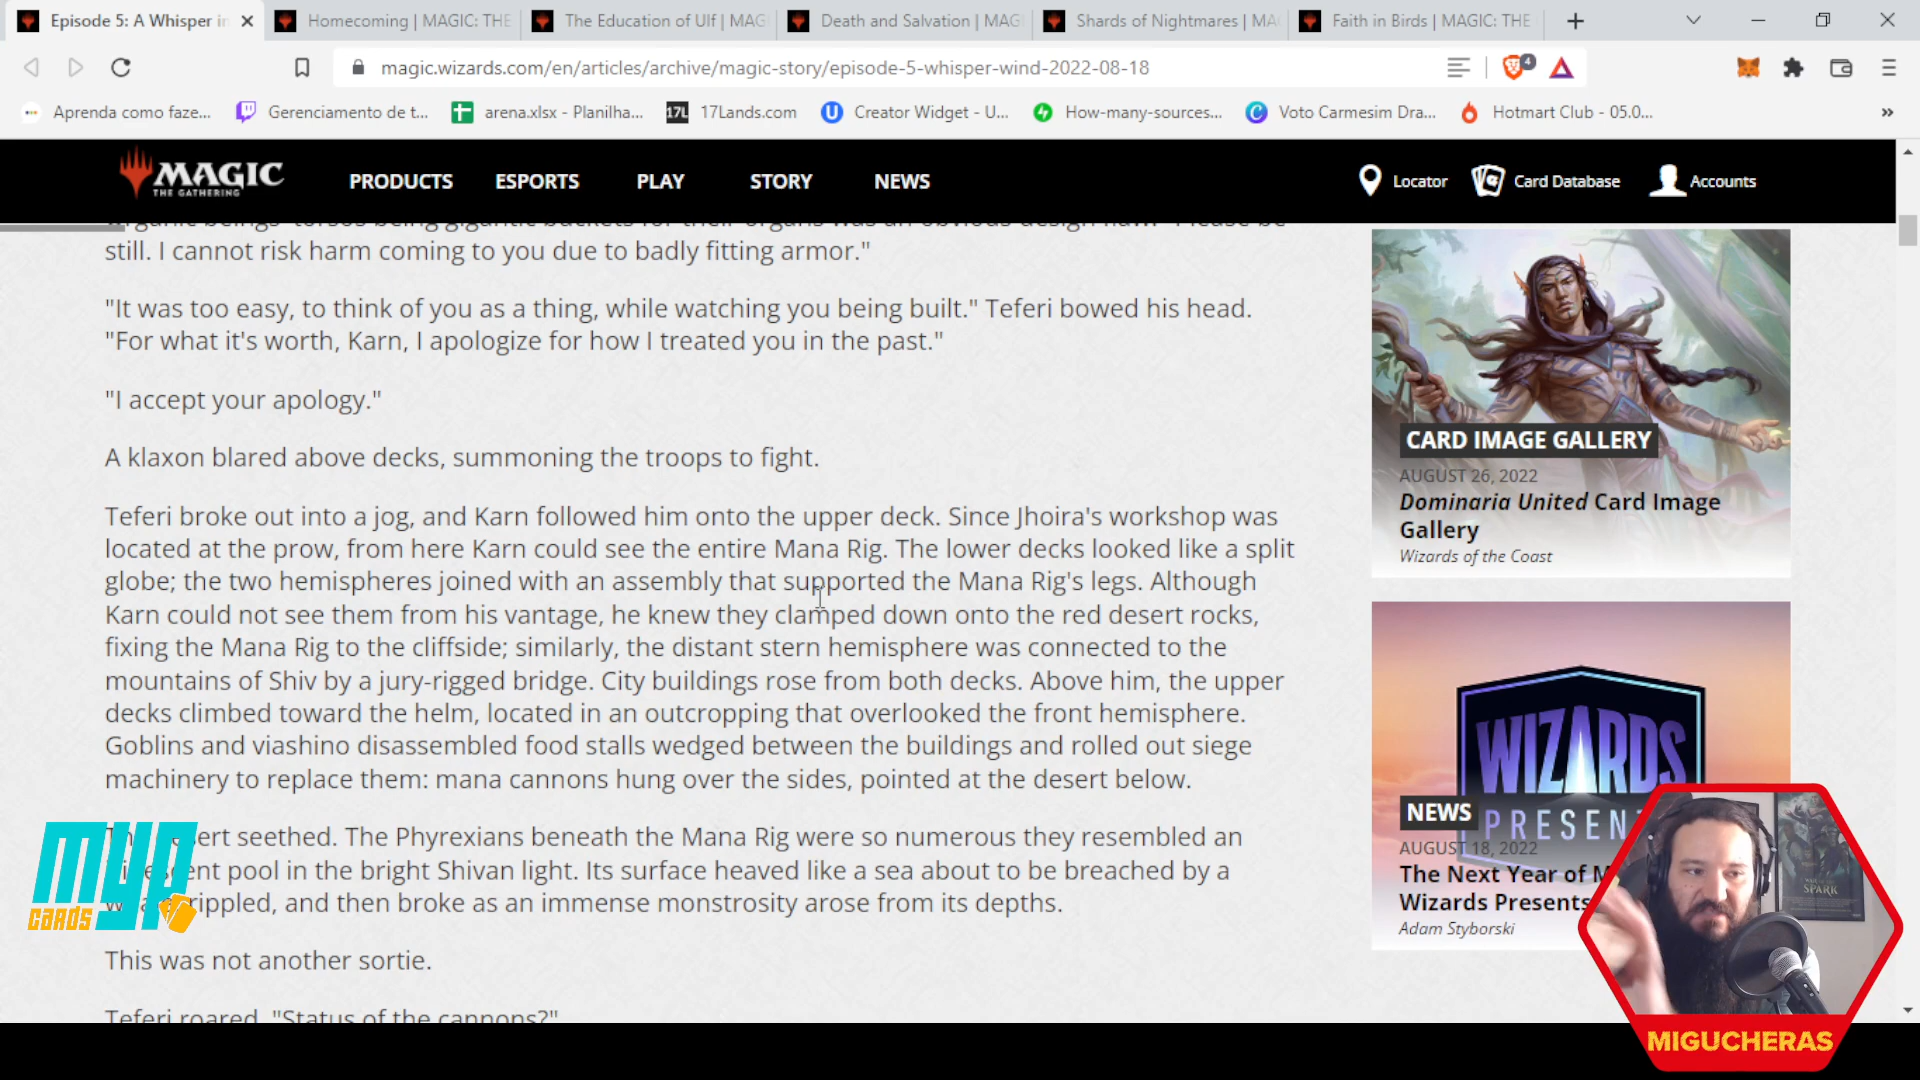 Episode 5: A Whisper in
Homecoming | MAGIC: THE
The Education of Ulf | MAG
Death and Salvation | MAG
Shards of Nightmares | MA
Faith in Birds | MAGIC: THE
magic.wizards.com/en/articles/archive/magic-story/episode-5-whisper-wind-2022-08-18
4
Aprenda como faze...
Gerenciamento de t...
arena.xlsx - Planilha...
17L
17Lands.com
Creator Widget - U...
How-many-sources...
Voto Carmesim Dra...
Hotmart Club - 05.0...
MAGIC
THE GATHERING
PRODUCTS
ESPORTS
PLAY
STORY
NEWS
Locator
Card Database
Accounts
still. I cannot risk harm coming to you due to badly fitting armor."
"It was too easy, to think of you as a thing, while watching you being built." Teferi bowed his head.
"For what it's worth, Karn, I apologize for how I treated you in the past."
"I accept your apology."
A klaxon blared above decks, summoning the troops to fight.
Teferi broke out into a jog, and Karn followed him onto the upper deck. Since Jhoira's workshop was
located at the prow, from here Karn could see the entire Mana Rig. The lower decks looked like a split
globe; the two hemispheres joined with an assembly that supported the Mana Rig's legs. Although
Karn could not see them from his vantage, he knew they clamped down onto the red desert rocks,
fixing the Mana Rig to the cliffside; similarly, the distant stern hemisphere was connected to the
mountains of Shiv by a jury-rigged bridge. City buildings rose from both decks. Above him, the upper
decks climbed toward the helm, located in an outcropping that overlooked the front hemisphere.
Goblins and viashino disassembled food stalls wedged between the buildings and rolled out siege
machinery to replace them: mana cannons hung over the sides, pointed at the desert below.
seethed. The Phyrexians beneath the Mana Rig were so numerous they resembled an
pool in the bright Shivan light. Its surface heaved like a sea about to be breached by a
rippled, and then broke as an immense monstrosity arose from its depths.
This was not another sortie.
Teferi roared, "Status of the cannons?"
CARD IMAGE GALLERY
AUGUST 26, 2022
Dominaria United Card Image
Gallery
Wizards of the Coast
WIZARDS
PRESEN
NEWS
AUGUST 18, 2022
The Next Year of M
Wizards Presents
Adam Styborski
SPARK
MYP
CARDS
MIGUCHERAS